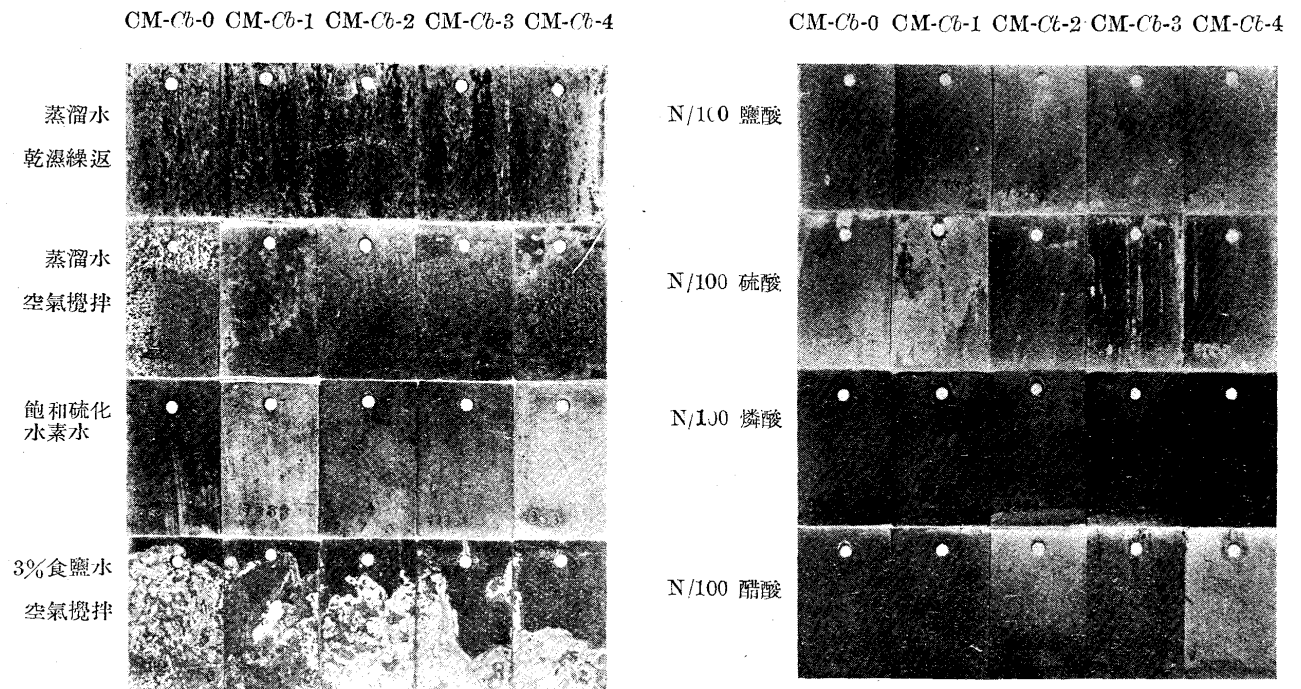 CM-Cb-0 CM-Cb-1 CM-Cb-2 CM-Cb-3 CM-Cb-4
蒸溜水
乾濕繰返
蒸溜水
空氣攪拌
飽和硫化
水素水
3%食鹽水
空氣攪拌
CM-Cb-0 CM-Cb-1 CM-Ct-2 CM-Cb-3 CM-Cb-4
N/100 鹽酸
N/100 硫酸
N/100 燐酸
N/100 醋酸